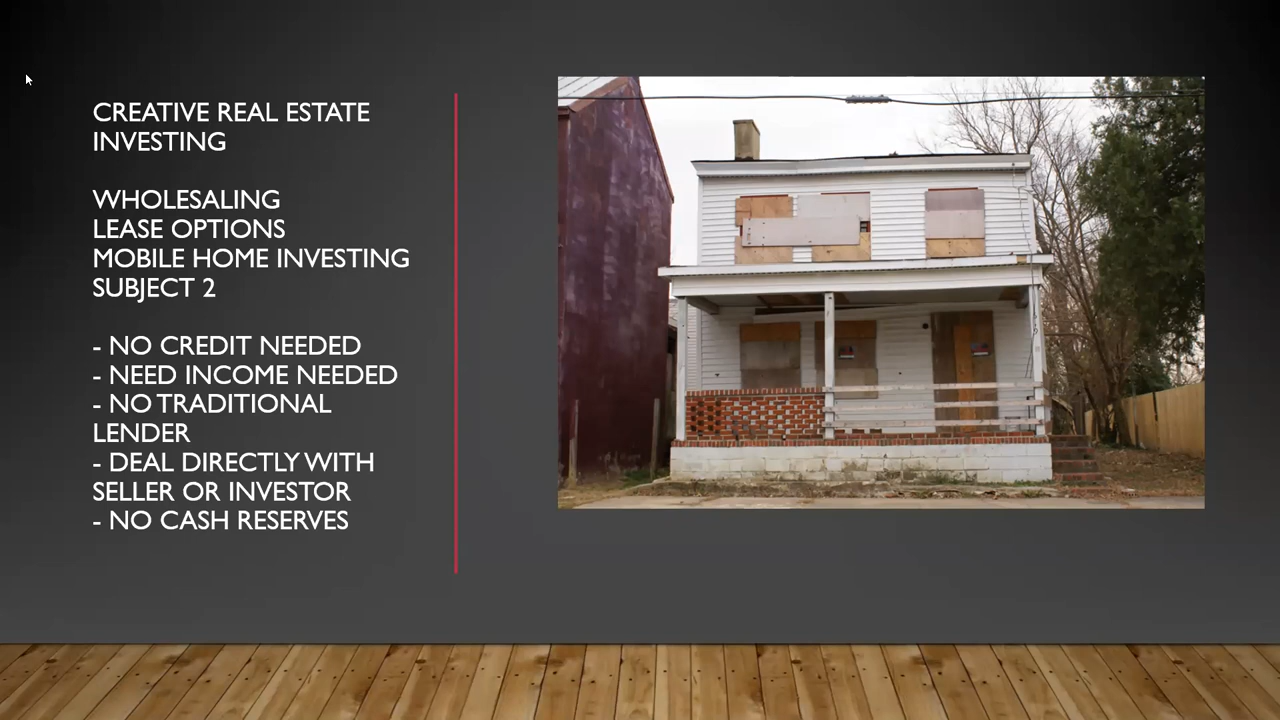 CREATIVE REAL ESTATE
INVESTING
WHOLESALING
LEASE OPTIONS
MOBILE HOME INVESTING
SUBJECT 2
- NO CREDIT NEEDED
- NEED INCOME NEEDED
- NO TRADITIONAL
LENDER
- DEAL DIRECTLY WITH
SELLER OR INVESTOR
- NO CASH RESERVES